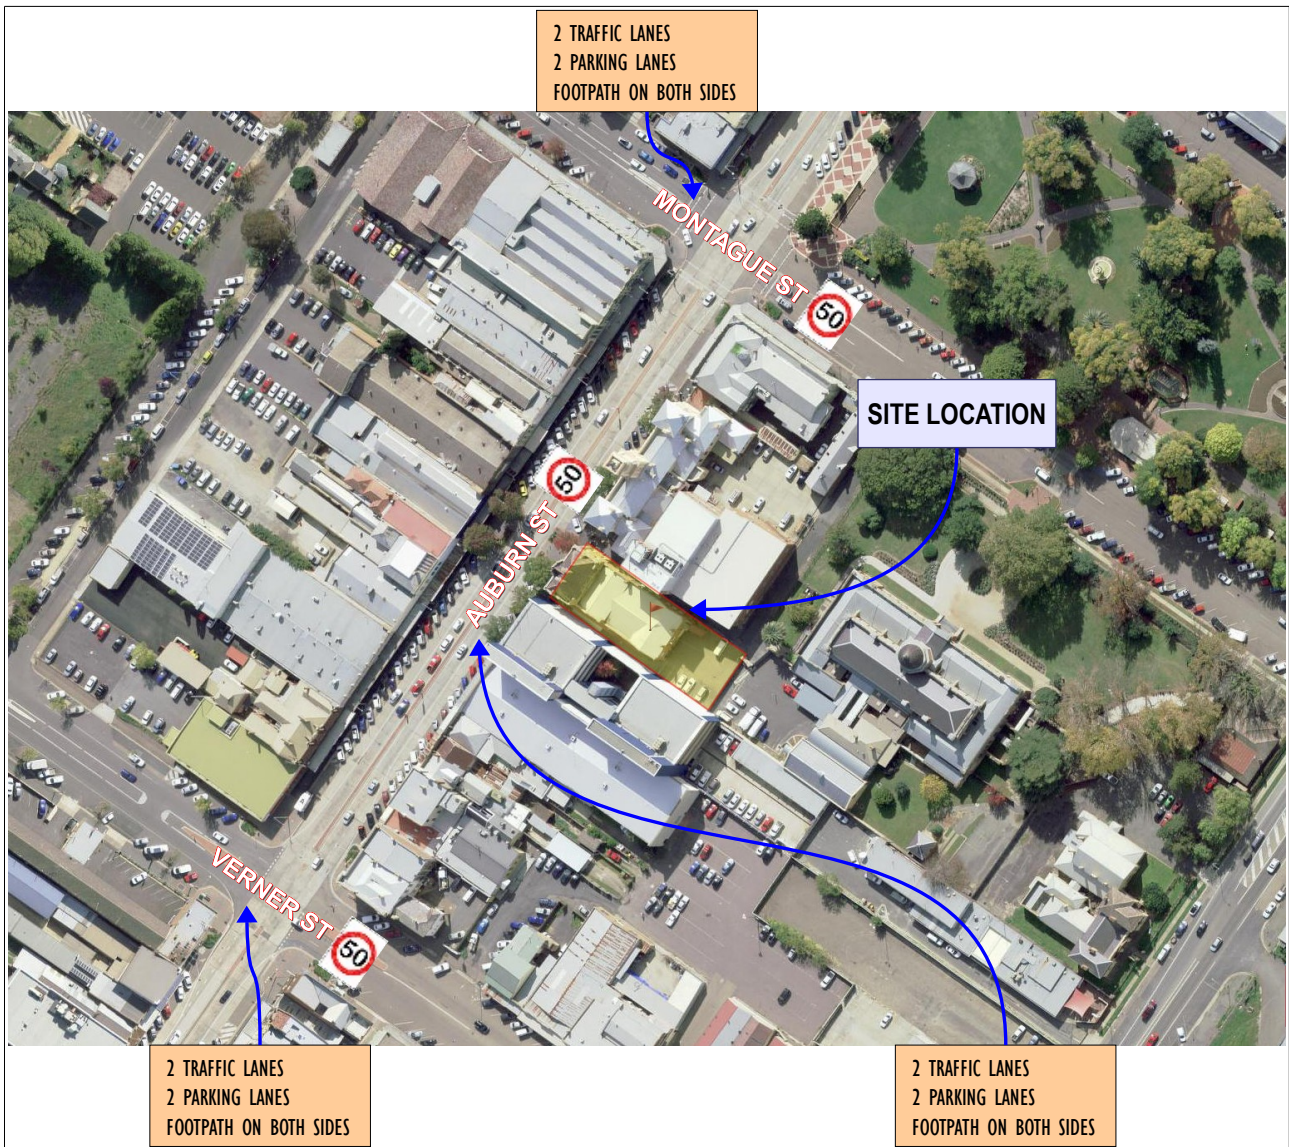 2 TRAFFIC LANES
2 PARKING LANES
FOOTPATH ON BOTH SIDES
MONTAGUE ST
50
SITE LOCATION
50
AUBURN ST
VERNER ST
50
2 TRAFFIC LANES
2 PARKING LANES
FOOTPATH ON BOTH SIDES
2 TRAFFIC LANES
2 PARKING LANES
FOOTPATH ON BOTH SIDES